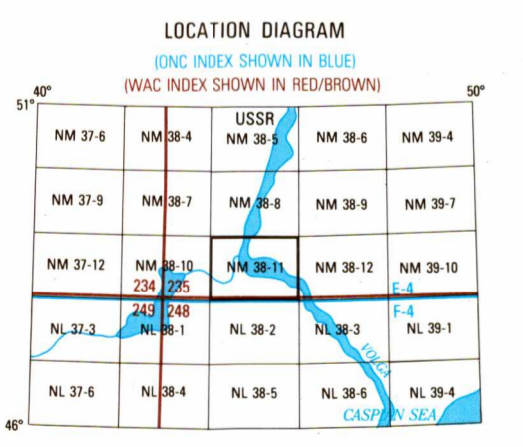 LOCATION DIAGRAM
(ONC INDEX SHOWN IN BLUE)
(WAC INDEX SHOWN IN RED/BROWN)
40° 50°
51°
USSR
NM 37-6 NM 38-4 NM 38-5 NM 38-6 NM 39-4
NM 37-9 NM 38-7 NM 38-8 NM 38-9 NM 39-7
NM 37-12 NM 38-10 NM 38-11 NM 38-12 NM 39-10
234 235 E-4
249 248 F-4
NL 37-3 NL 38-1 NL 38-2 NL 38-3 NL 39-1
VOLGA
NL 37-6 NL 38-4 NL 38-5 NL 38-6 NL 39-4
CASPIAN SEA
46°